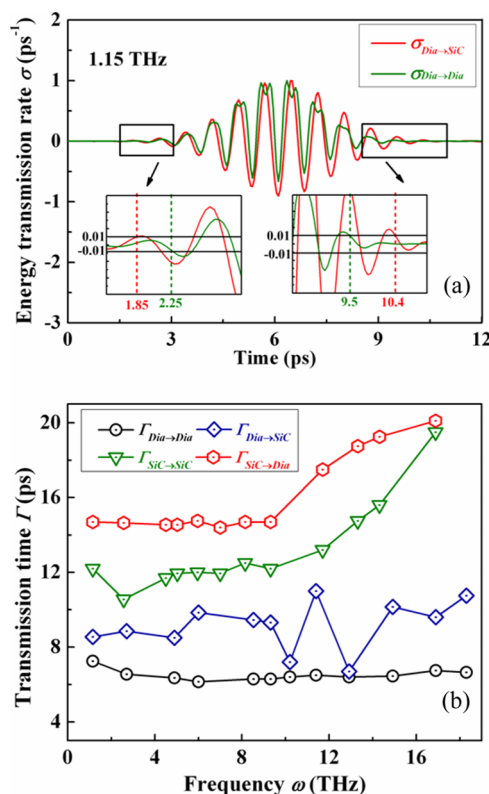 1.15 THz
σDia→SiC
σDia→Dia
Energy transmission rate σ (ps⁻¹)
3
2
1
0
-1
-2
-3
0.01
-0.01
1.85
2.25
0.01
-0.01
9.5
10.4
(a)
0
3
6
9
12
Time (ps)
ΓDia→Dia
ΓDia→SiC
ΓSiC→SiC
ΓSiC→Dia
Transmission time Γ (ps)
20
16
12
8
4
(b)
0
4
8
12
16
Frequency ω (THz)